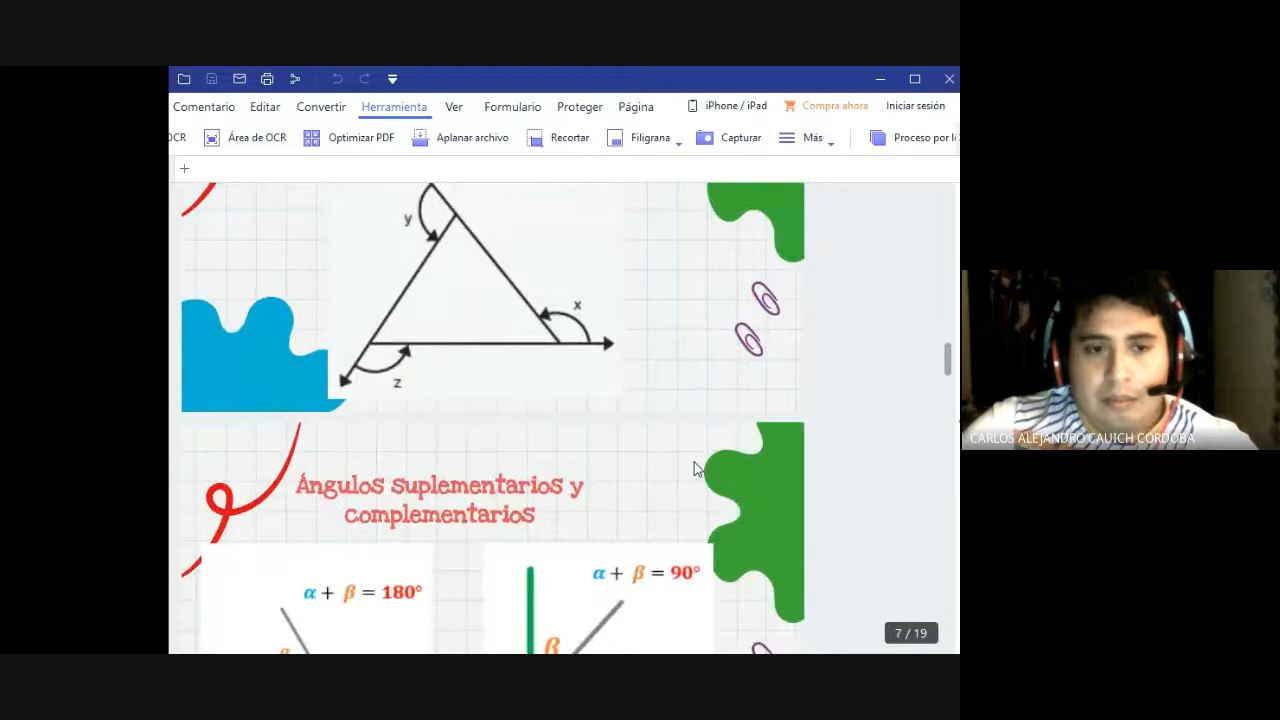 Comentario Editar Convertir Herramienta Ver Formulario Proteger Página iPhone / iPad Compra ahora Iniciar sesión
OCR Área de OCR Optimizar PDF Aplanar archivo Recortar Filigrana Capturar Más Proceso por l
y
x
z
Ángulos suplementarios y
complementarios
α + β = 180°
α + β = 90°
β
β
7 / 19
CARLOS ALEJANDRO CAUICH CORDOBA